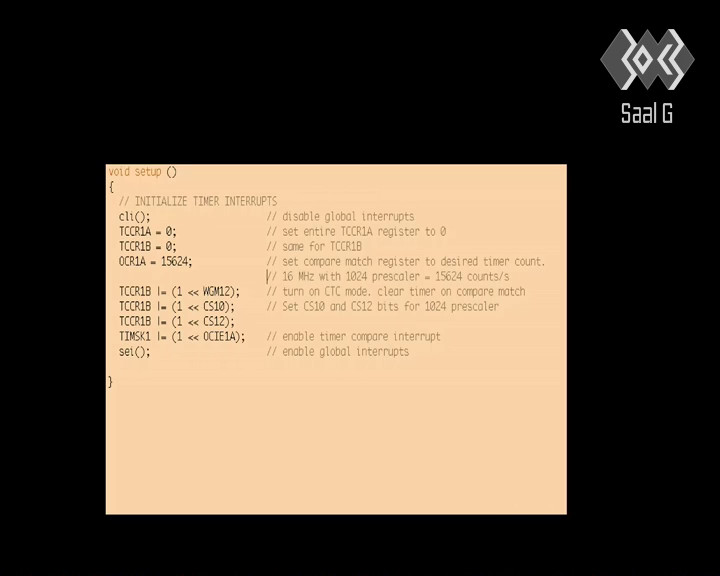 Saal G
void setup ()
{
// INITIALIZE TIMER INTERRUPTS
cli(); // disable global interrupts
TCCR1A = 0; // set entire TCCR1A register to 0
TCCR1B = 0; // same for TCCR1B
OCR1A = 15624; // set compare match register to desired timer count.
// 16 MHz with 1024 prescaler = 15624 counts/s
TCCR1B |= (1 << WGM12); // turn on CTC mode. clear timer on compare match
TCCR1B |= (1 << CS10); // Set CS10 and CS12 bits for 1024 prescaler
TCCR1B |= (1 << CS12);
TIMSK1 |= (1 << OCIE1A); // enable timer compare interrupt
sei(); // enable global interrupts
}